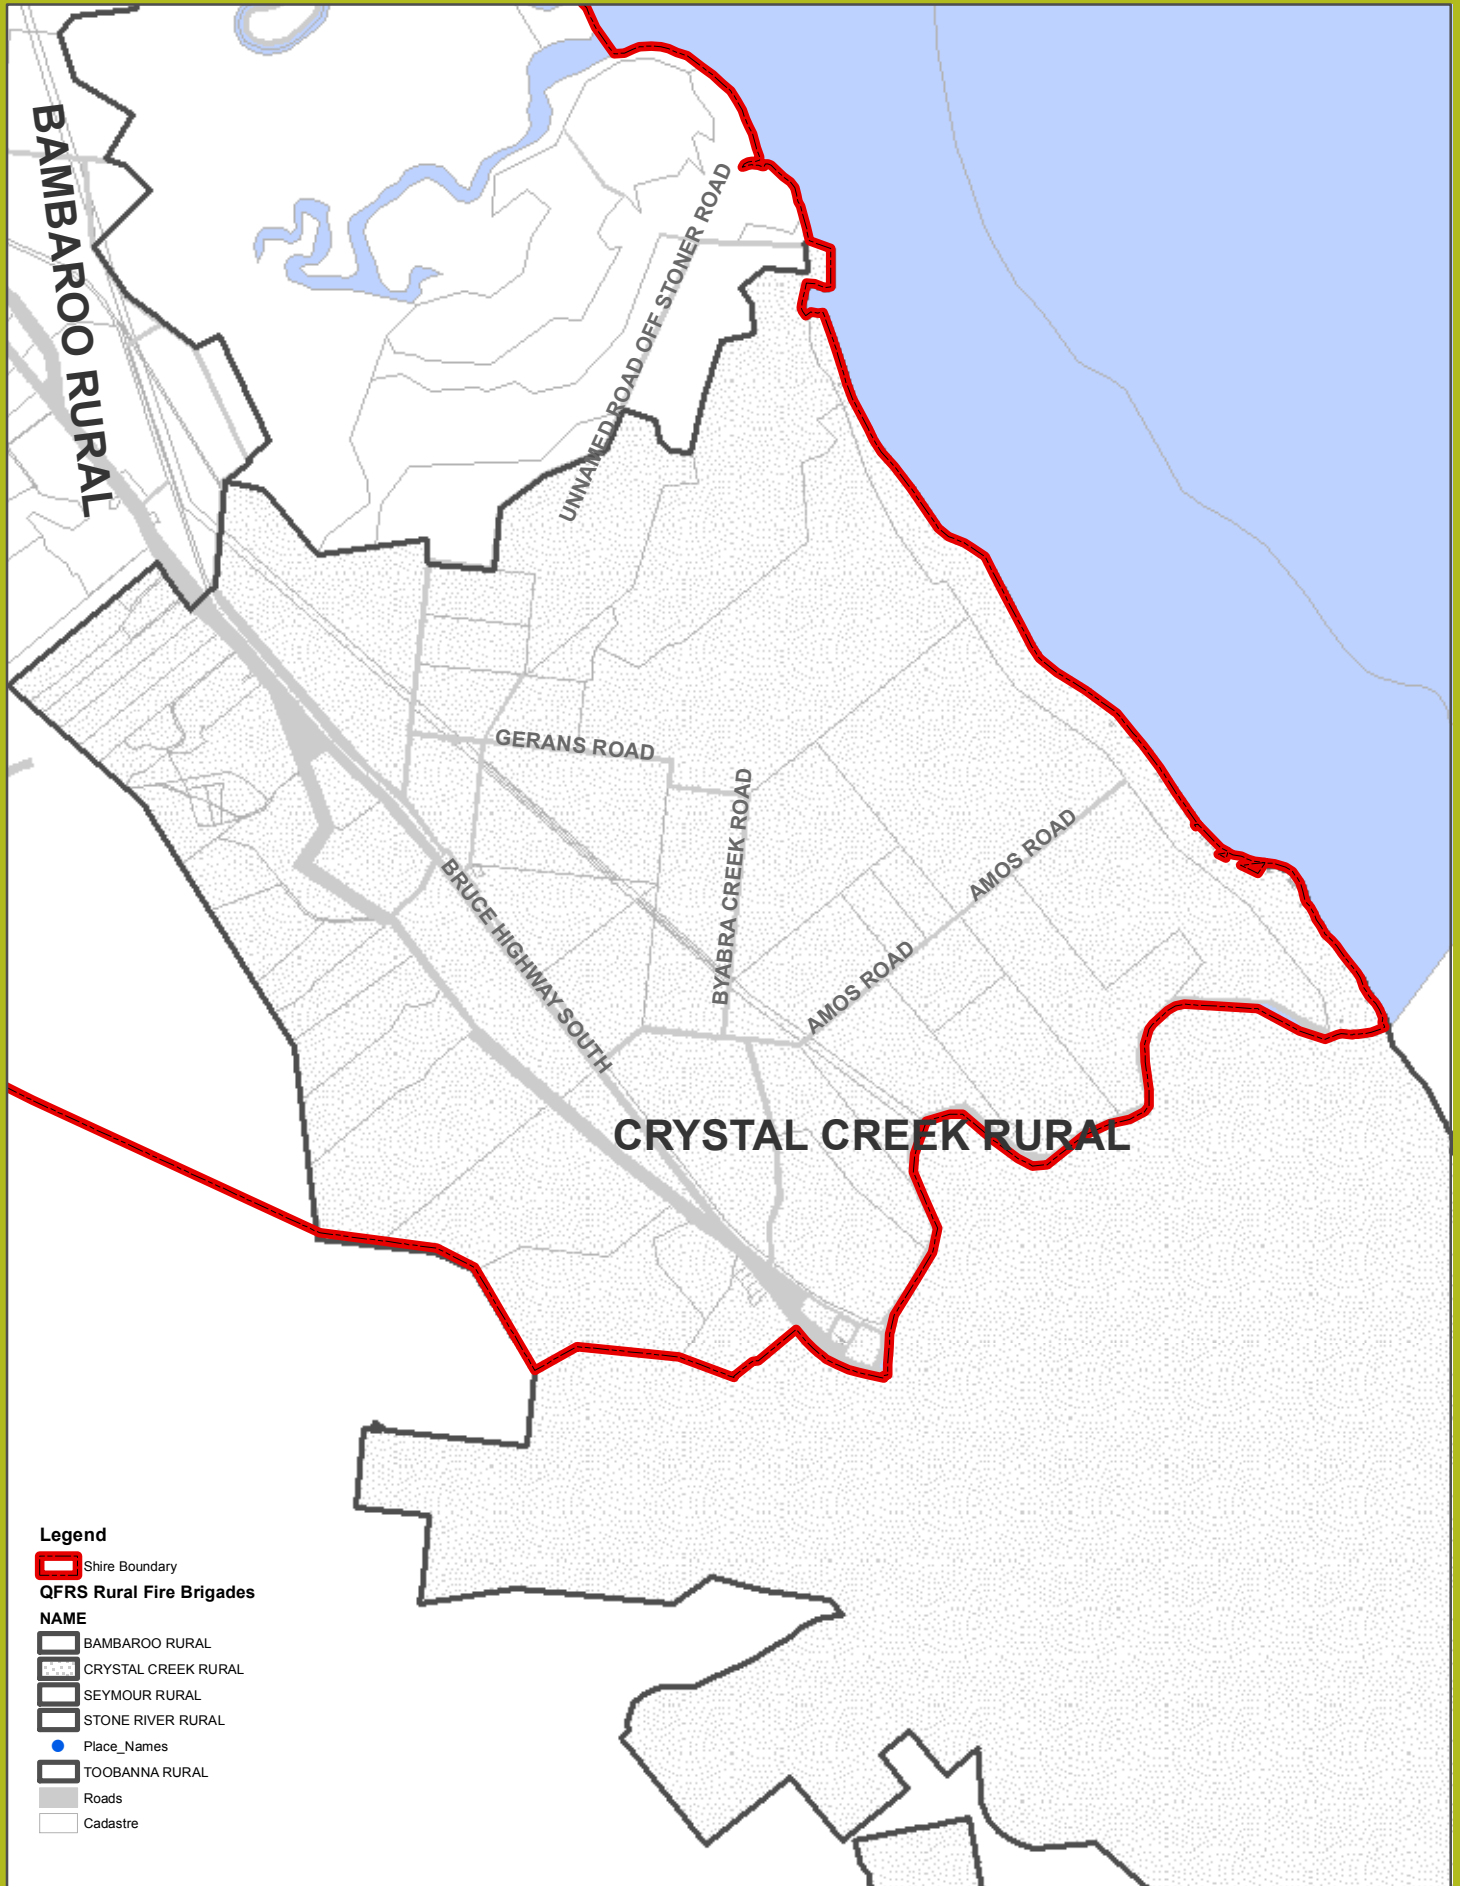 BAMBAROO RURAL
UNNAMED ROAD OFF STONER ROAD
GERANS ROAD
BYABRA CREEK ROAD
AMOS ROAD
AMOS ROAD
BRUCE HIGHWAY SOUTH
CRYSTAL CREEK RURAL
Legend
Shire Boundary
QFRS Rural Fire Brigades
NAME
BAMBAROO RURAL
CRYSTAL CREEK RURAL
SEYMOUR RURAL
STONE RIVER RURAL
Place_Names
TOOBANNA RURAL
Roads
Cadastre